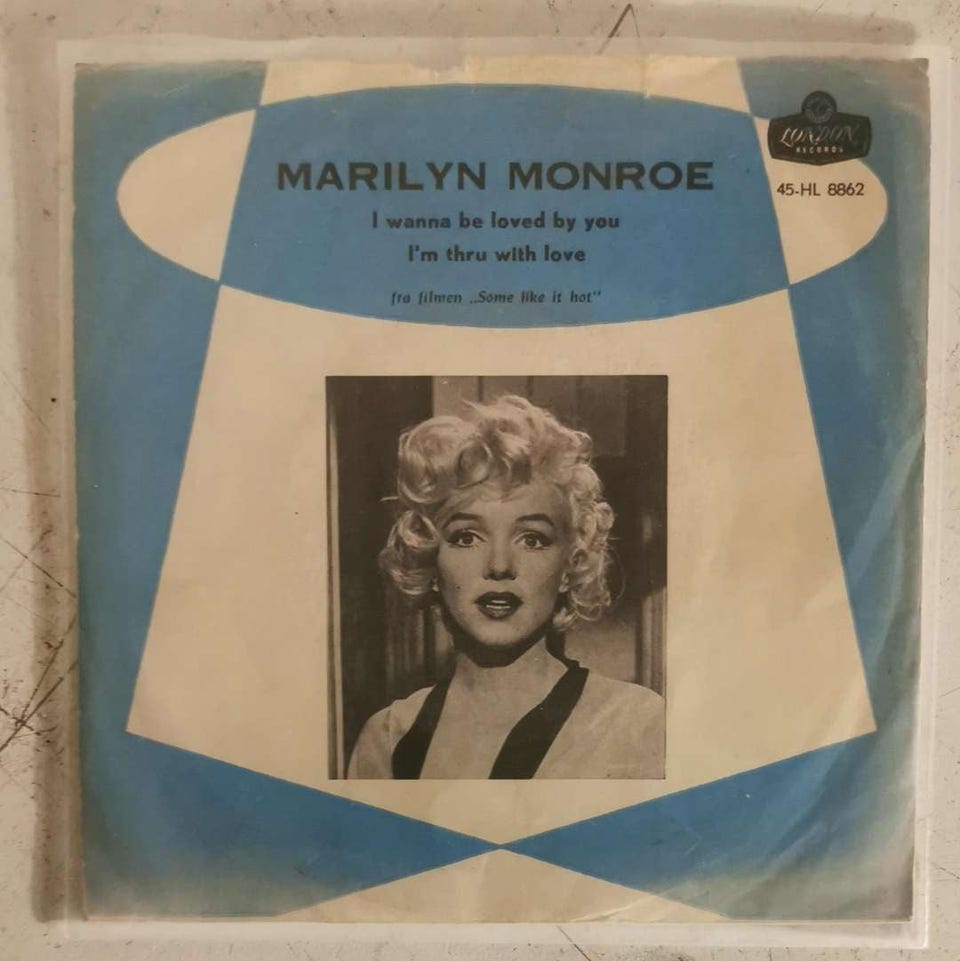 MARILYN MONROE
I wanna be loved by you
I'm thru with love
fra filmen „Some like it hot"
LONDON
RECORDS
45-HL 8862